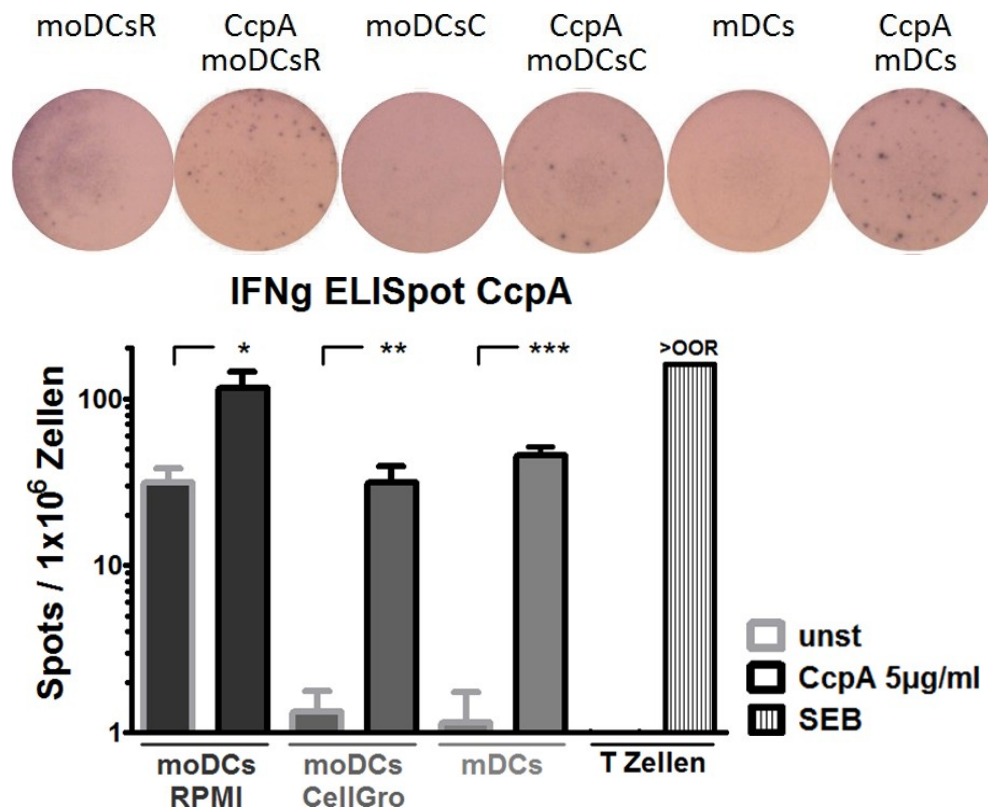 moDCsR CcpA moDCsR moDCsC CcpA moDCsC mDCs CcpA mDCs
IFNg ELISpot CcpA
* ** *** >OOR
Spots / 1x10⁶ Zellen
100
10
1
unst
CcpA 5µg/ml
SEB
moDCs RPMI
moDCs CellGro
mDCs
T Zellen